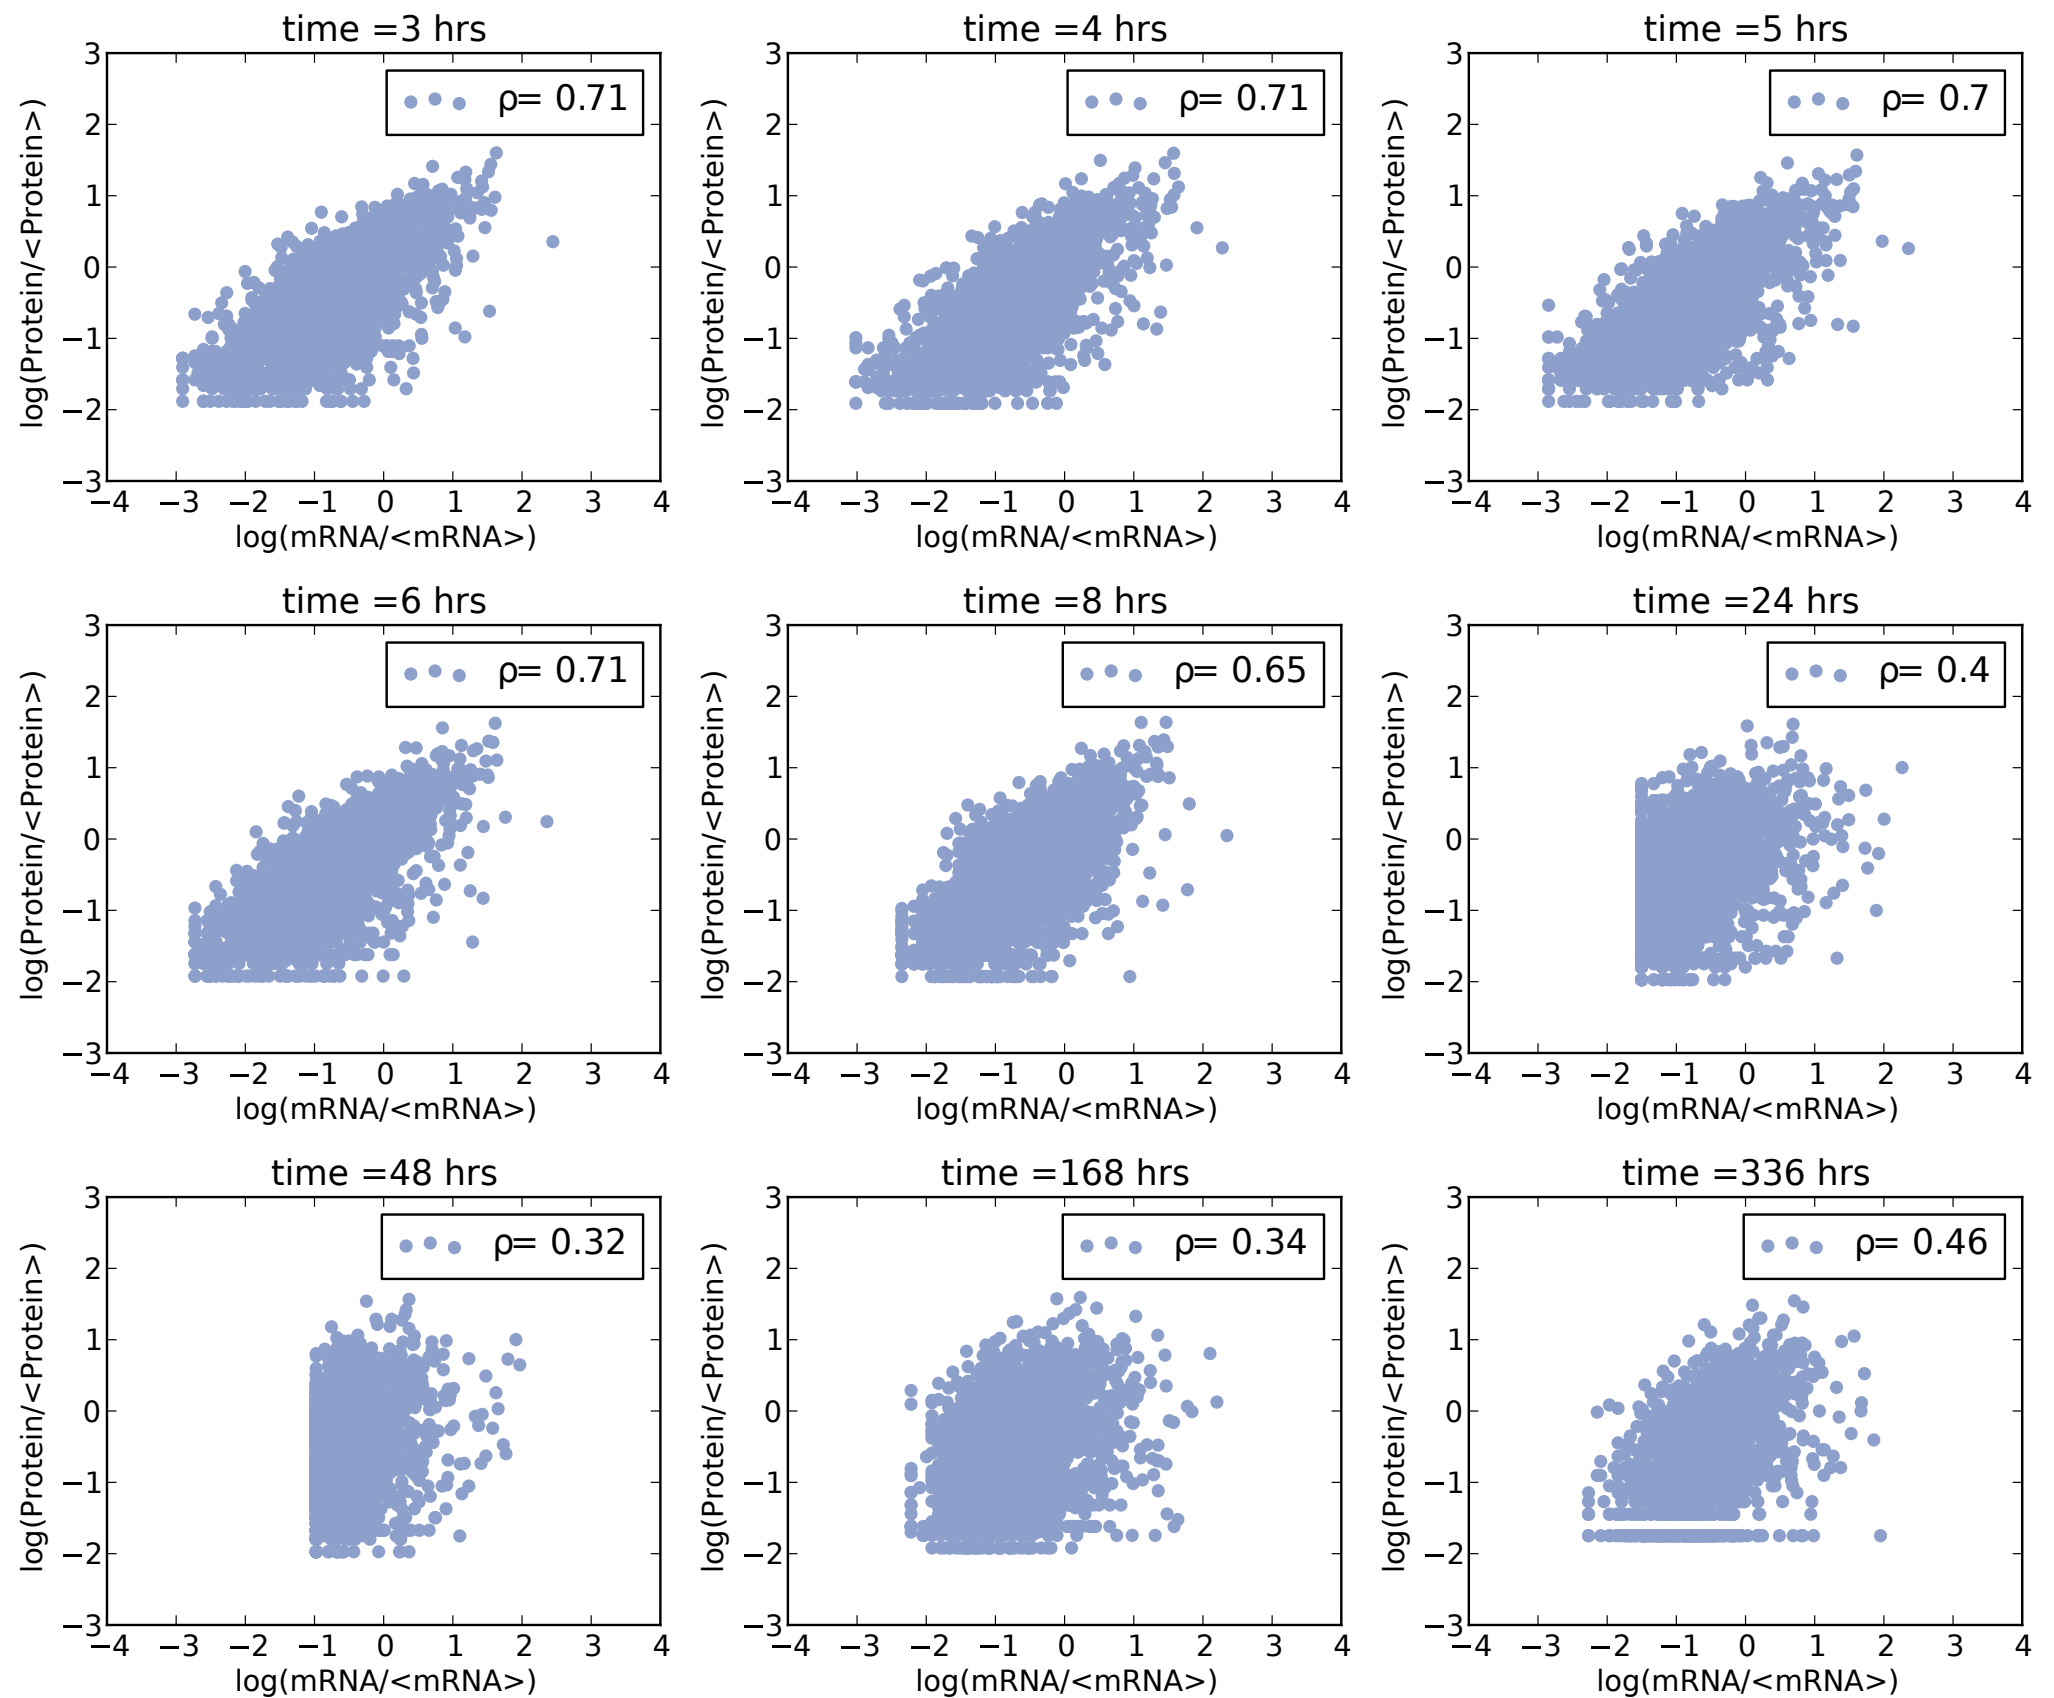 time =3 hrs
ρ= 0.71
3
2
1
0
−1
−2
−3
−4 −3 −2 −1 0 1 2 3 4
log(Protein/<Protein>)
log(mRNA/<mRNA>)
time =4 hrs
ρ= 0.71
3
2
1
0
−1
−2
−3
−4 −3 −2 −1 0 1 2 3 4
log(Protein/<Protein>)
log(mRNA/<mRNA>)
time =5 hrs
ρ= 0.7
3
2
1
0
−1
−2
−3
−4 −3 −2 −1 0 1 2 3 4
log(Protein/<Protein>)
log(mRNA/<mRNA>)
time =6 hrs
ρ= 0.71
3
2
1
0
−1
−2
−3
−4 −3 −2 −1 0 1 2 3 4
log(Protein/<Protein>)
log(mRNA/<mRNA>)
time =8 hrs
ρ= 0.65
3
2
1
0
−1
−2
−3
−4 −3 −2 −1 0 1 2 3 4
log(Protein/<Protein>)
log(mRNA/<mRNA>)
time =24 hrs
ρ= 0.4
3
2
1
0
−1
−2
−3
−4 −3 −2 −1 0 1 2 3 4
log(Protein/<Protein>)
log(mRNA/<mRNA>)
time =48 hrs
ρ= 0.32
3
2
1
0
−1
−2
−3
−4 −3 −2 −1 0 1 2 3 4
log(Protein/<Protein>)
log(mRNA/<mRNA>)
time =168 hrs
ρ= 0.34
3
2
1
0
−1
−2
−3
−4 −3 −2 −1 0 1 2 3 4
log(Protein/<Protein>)
log(mRNA/<mRNA>)
time =336 hrs
ρ= 0.46
3
2
1
0
−1
−2
−3
−4 −3 −2 −1 0 1 2 3 4
log(Protein/<Protein>)
log(mRNA/<mRNA>)